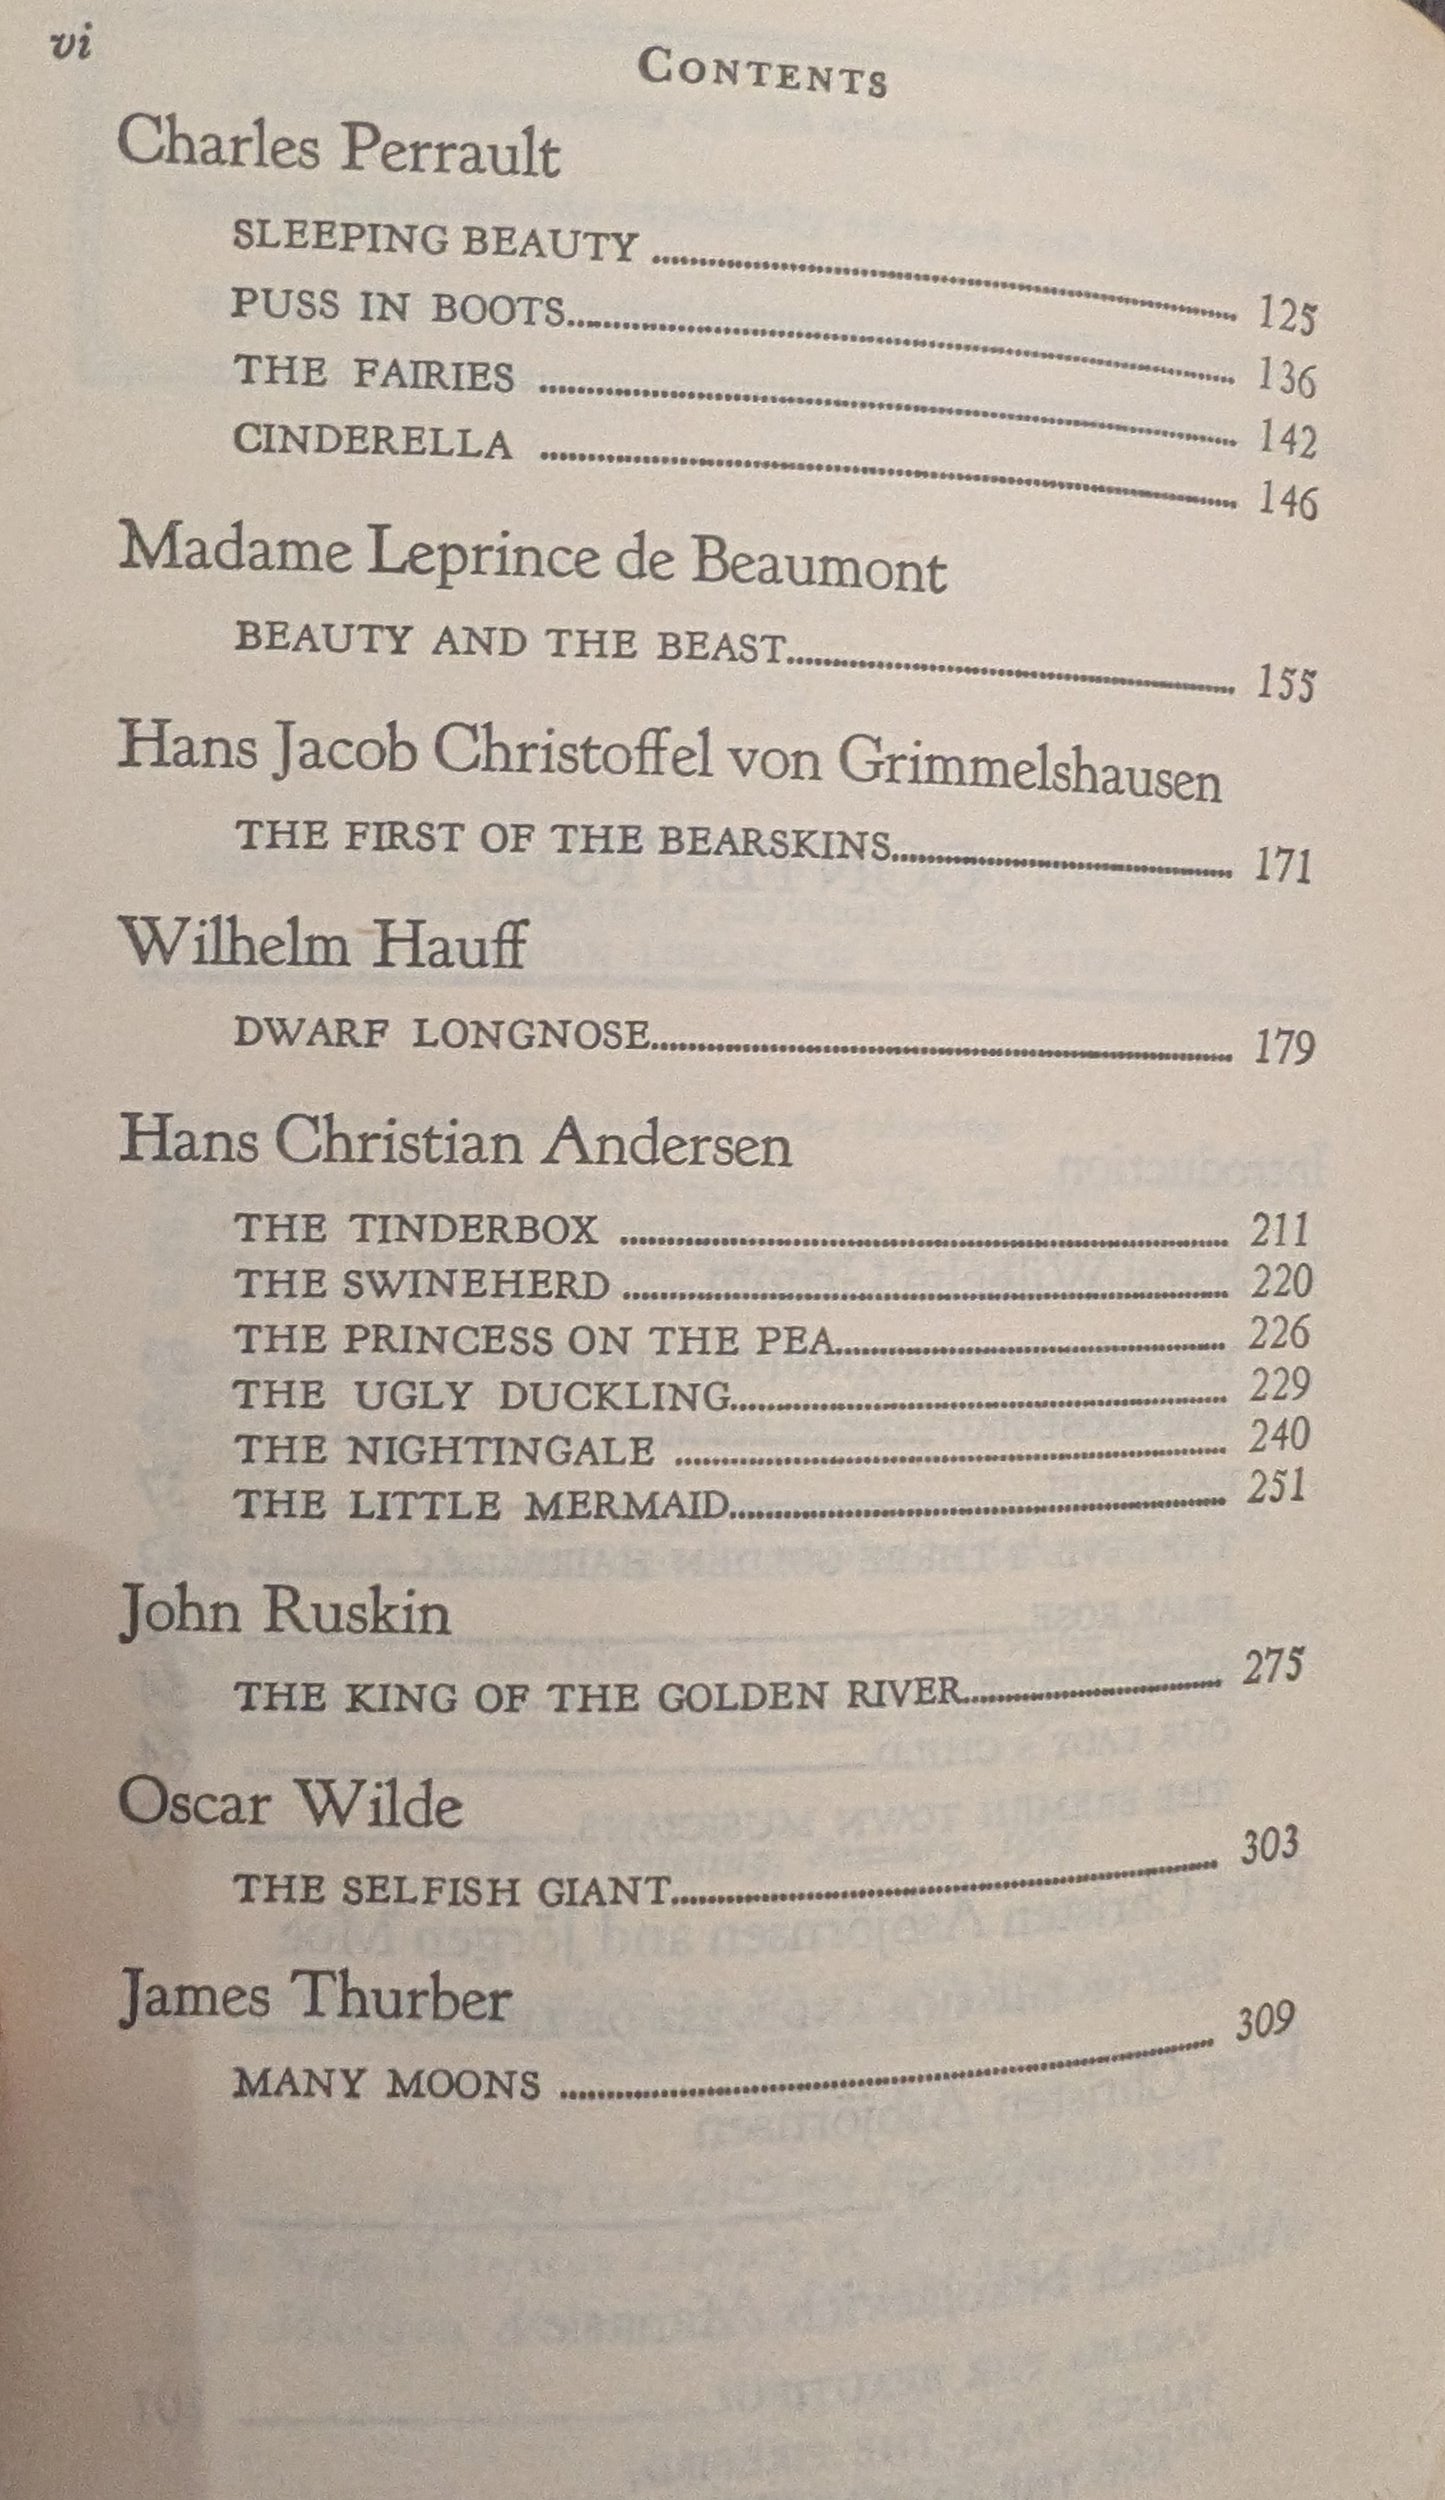 vi
CONTENTS
Charles Perrault
SLEEPING BEAUTY ........ 125
PUSS IN BOOTS........ 136
THE FAIRIES ........ 142
CINDERELLA ........ 146
Madame Leprince de Beaumont
BEAUTY AND THE BEAST........ 155
Hans Jacob Christoffel von Grimmelshausen
THE FIRST OF THE BEARSKINS........ 171
Wilhelm Hauff
DWARF LONGNOSE........ 179
Hans Christian Andersen
THE TINDERBOX ........ 211
THE SWINEHERD ........ 220
THE PRINCESS ON THE PEA........ 226
THE UGLY DUCKLING........ 229
THE NIGHTINGALE ........ 240
THE LITTLE MERMAID........ 251
John Ruskin
THE KING OF THE GOLDEN RIVER........ 275
Oscar Wilde
THE SELFISH GIANT........ 303
James Thurber
MANY MOONS ........ 309